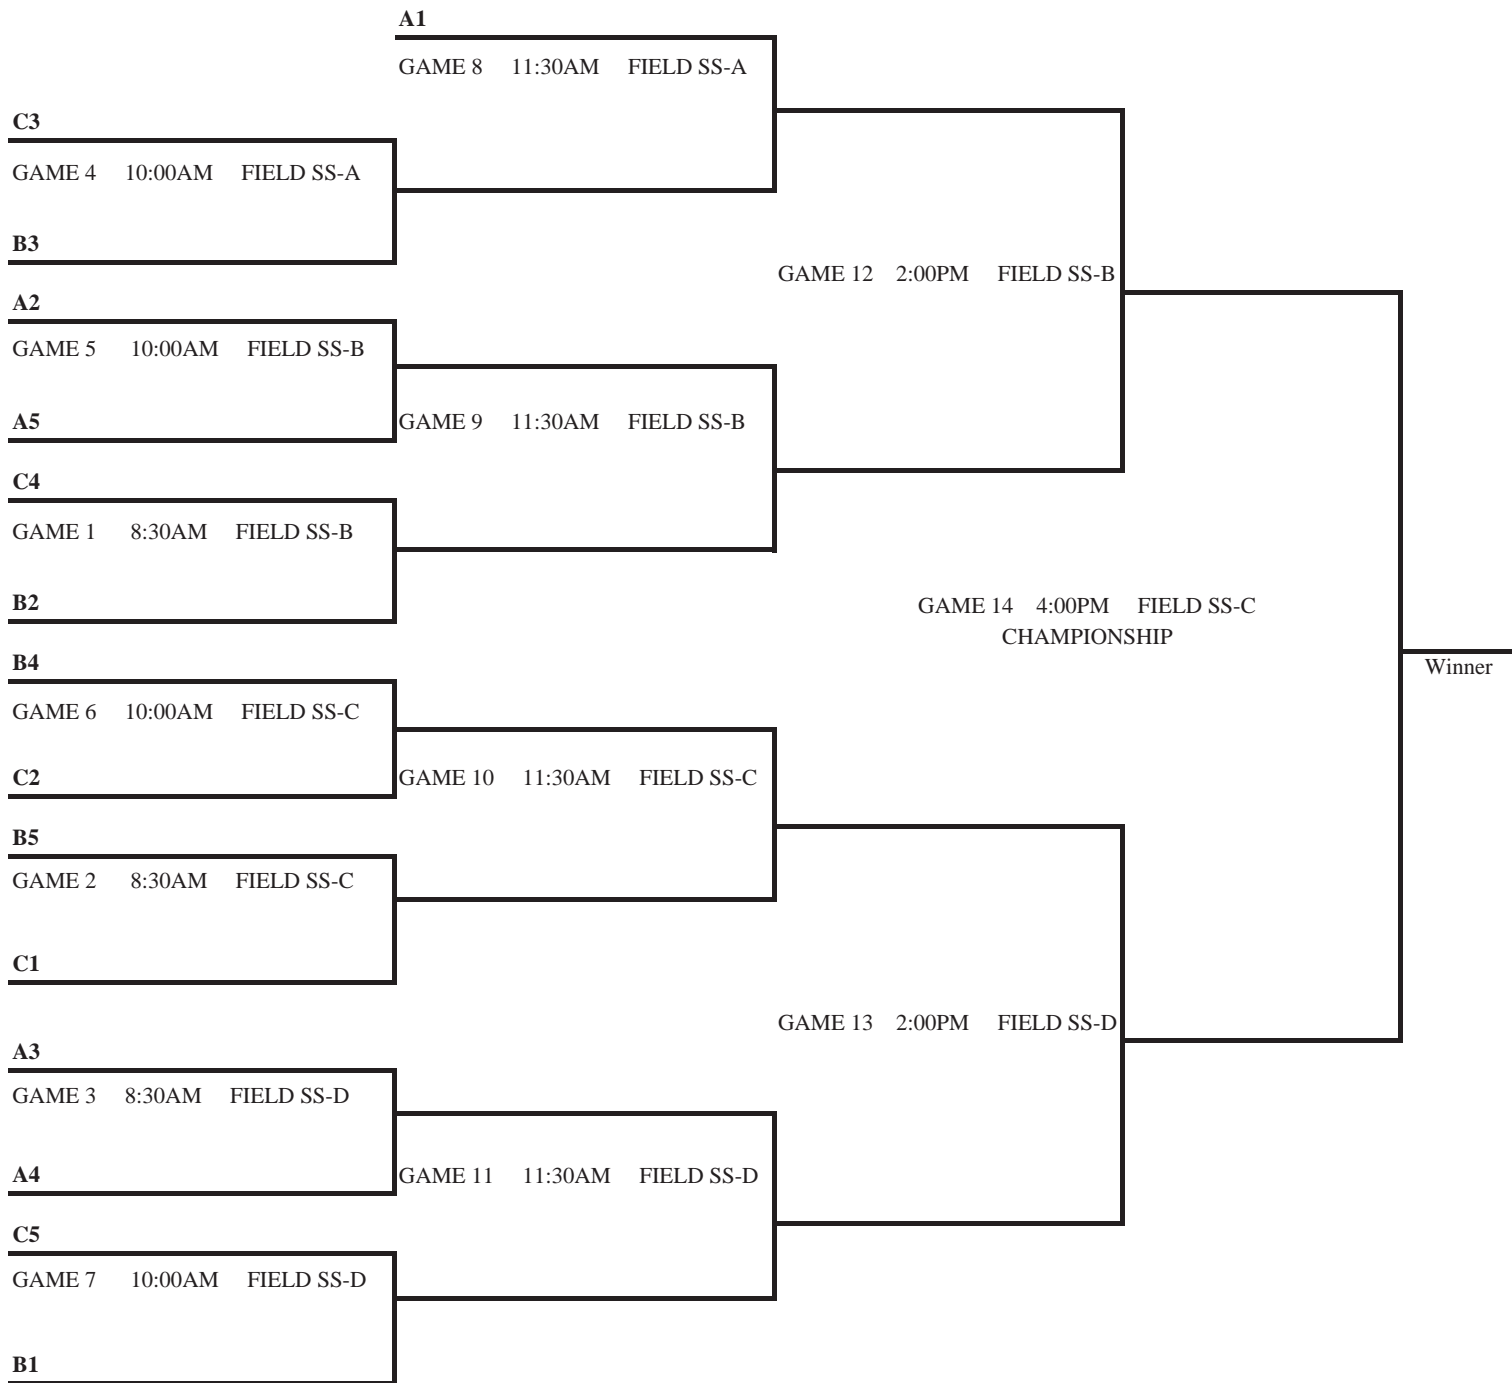 A1
GAME 8 11:30AM FIELD SS-A
C3
GAME 4 10:00AM FIELD SS-A
B3
GAME 12 2:00PM FIELD SS-B
A2
GAME 5 10:00AM FIELD SS-B
A5
GAME 9 11:30AM FIELD SS-B
C4
GAME 1 8:30AM FIELD SS-B
B2
GAME 14 4:00PM FIELD SS-C
CHAMPIONSHIP
Winner
B4
GAME 6 10:00AM FIELD SS-C
C2
GAME 10 11:30AM FIELD SS-C
B5
GAME 2 8:30AM FIELD SS-C
C1
GAME 13 2:00PM FIELD SS-D
A3
GAME 3 8:30AM FIELD SS-D
A4
GAME 11 11:30AM FIELD SS-D
C5
GAME 7 10:00AM FIELD SS-D
B1